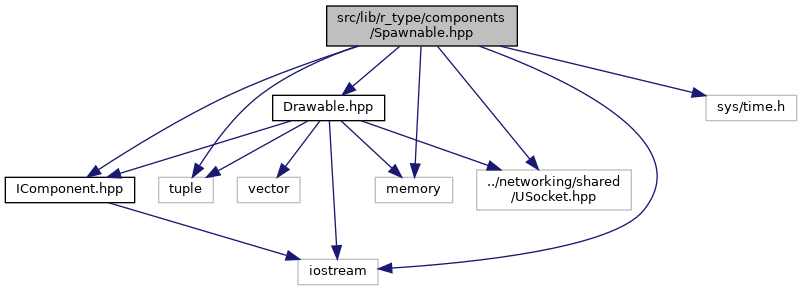 src/lib/r_type/components
/Spawnable.hpp
Drawable.hpp
sys/time.h
IComponent.hpp
tuple
vector
memory
../networking/shared
/USocket.hpp
iostream